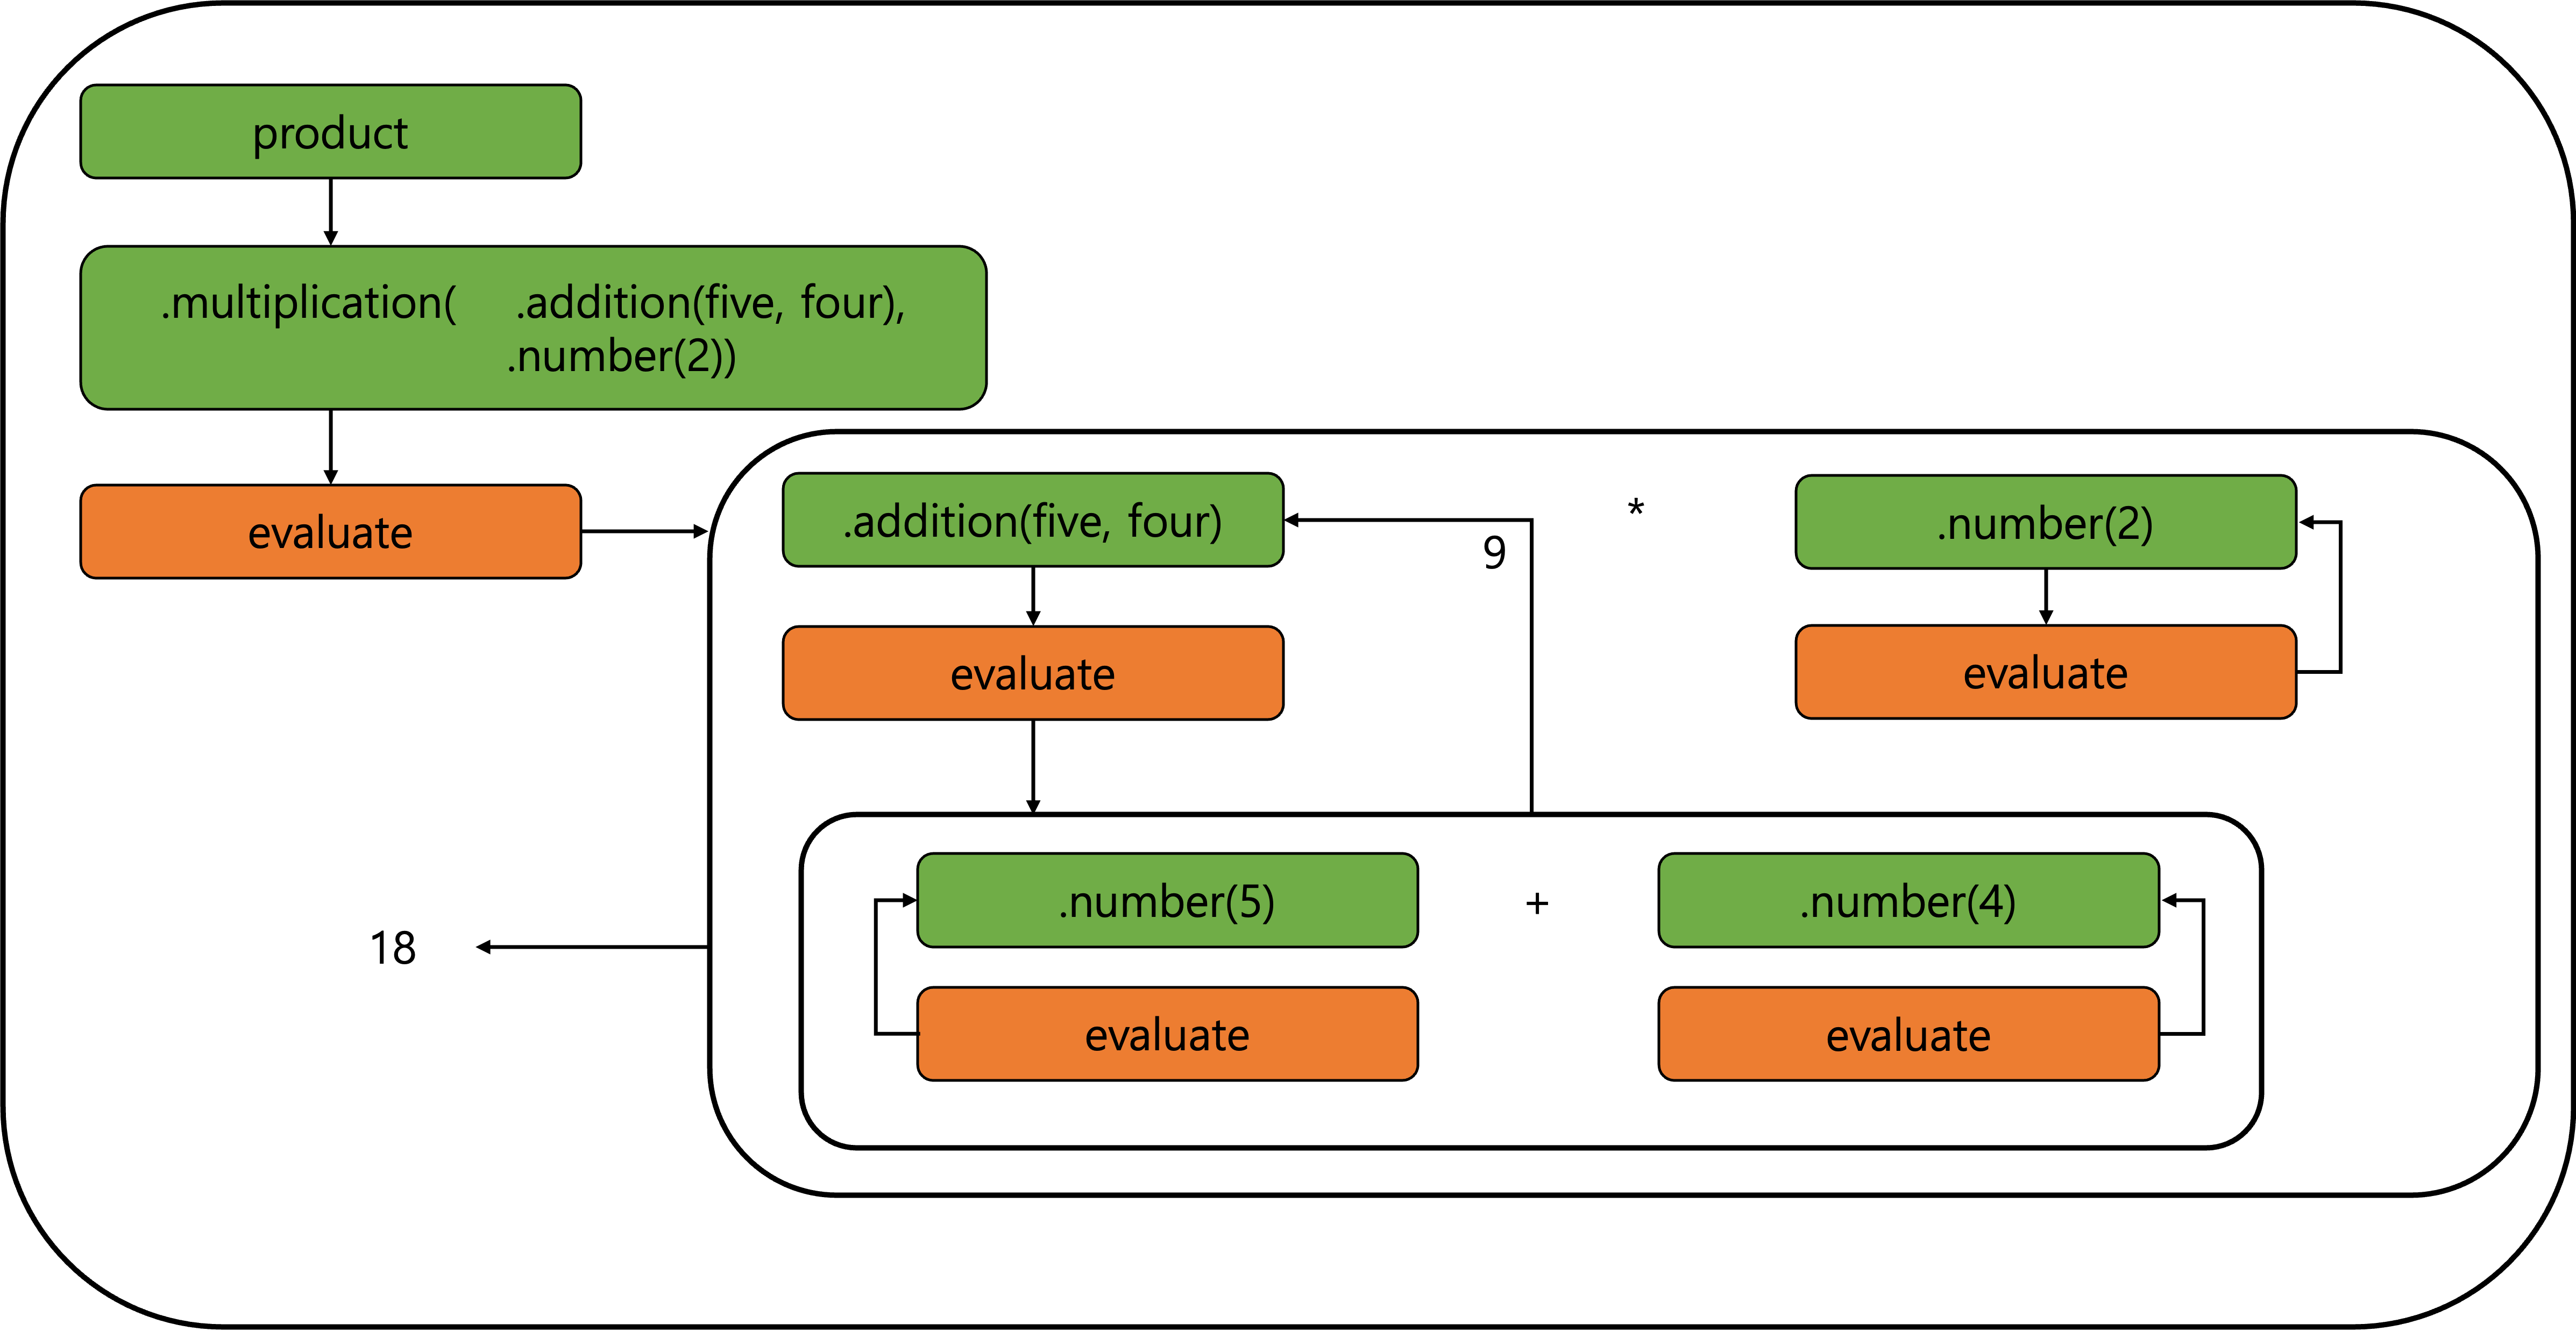 product
.multiplication( .addition(five, four),
.number(2))
evaluate
.addition(five, four)
*
.number(2)
9
evaluate
evaluate
.number(5)
+
.number(4)
18
evaluate
evaluate